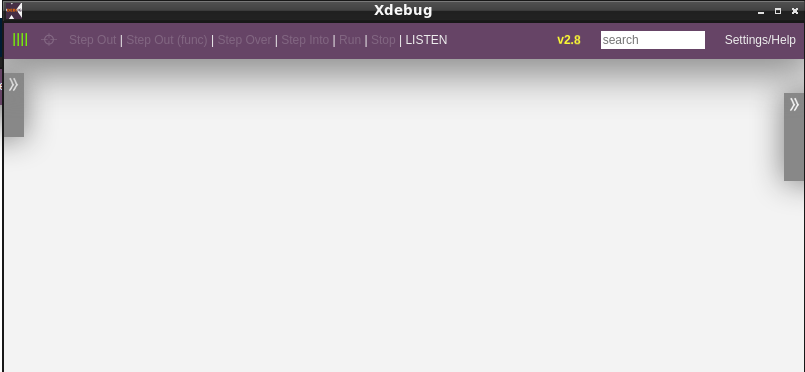 Xdebug
Step Out | Step Out (func) | Step Over | Step Into | Run | Stop | LISTEN v2.8 search Settings/Help